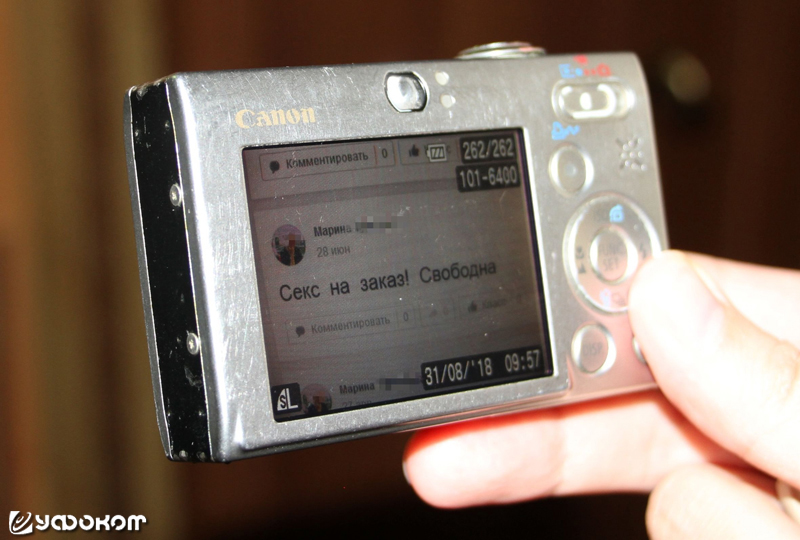 Canon
Комментировать 0
262/262
101-6400
Марина
28 июн
Секс на заказ! Свободна
Комментировать 0
Марина
31/08/'18 09:57
L
УФОКОМ